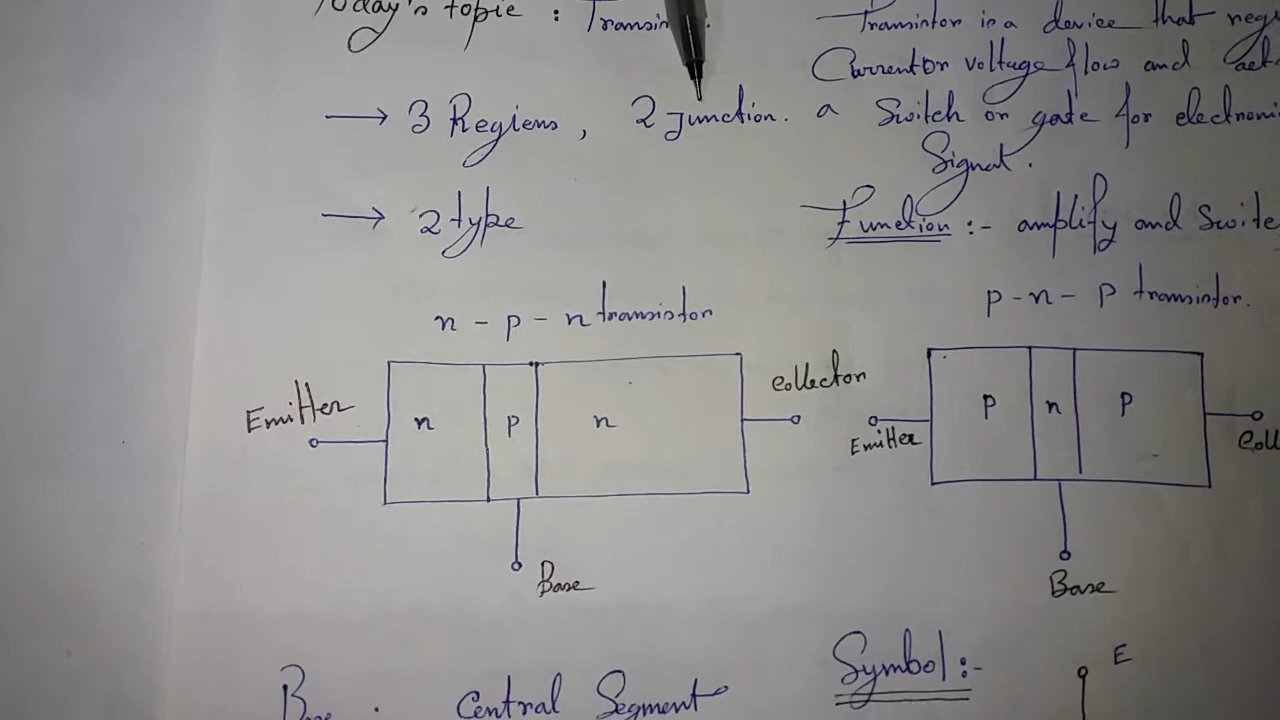 Today's topic : Transis
Transistor is a device that regu
Current or voltage flow and act
→ 3 Regions, 2 Junction. a Switch or gate for electroni
Signal.
→ 2 type
Function :- amplify and Switc
n - p - n transistor
p - n - p transistor.
Emitter
n
p
n
Collector
Emitter
p
n
p
Coll
Base
Base
Symbol :-
E
Base : Central Segment